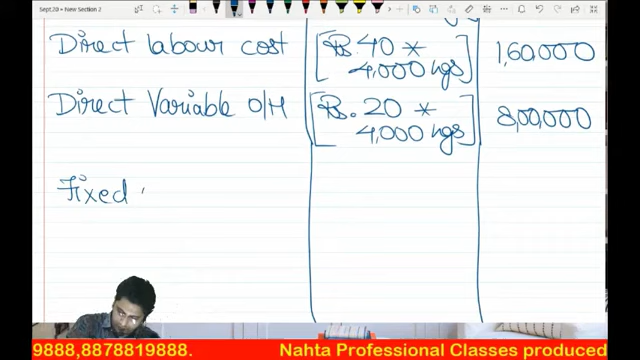 Sept.20 » New Section 2
Direct labour cost [Rs. 40 × 4,000 kgs] 1,60,000
Direct Variable O/H [Rs. 20 * 4,000 kgs] 8,00,000
Fixed
9888,8878819888. Nahta Professional Classes produced